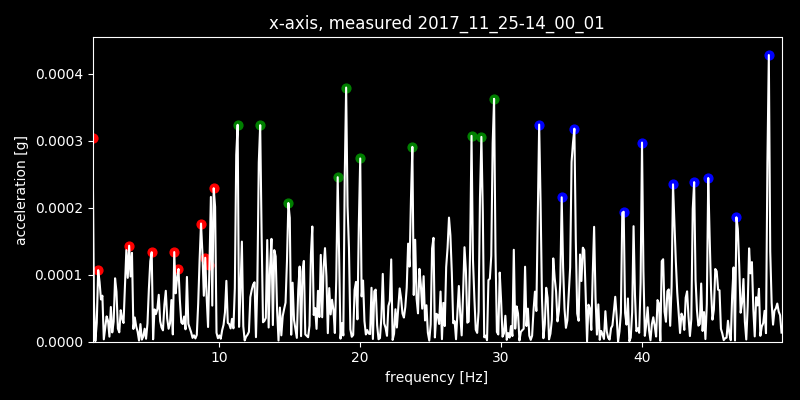 x-axis, measured 2017_11_25-14_00_01
0.0004
0.0003
0.0002
0.0001
0.0000
acceleration [g]
10 20 30 40
frequency [Hz]